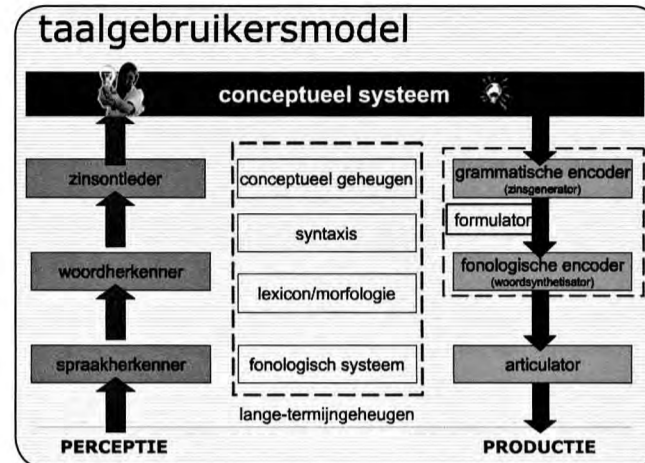 taalgebruikersmodel
conceptueel systeem
zinsontleder
woordherkenner
spraakherkenner
PERCEPTIE
conceptueel geheugen
syntaxis
lexicon/morfologie
fonologisch systeem
lange-termijngeheugen
grammatische encoder
(zinsgenerator)
formulator
fonologische encoder
(woordsynthetisator)
articulator
PRODUCTIE